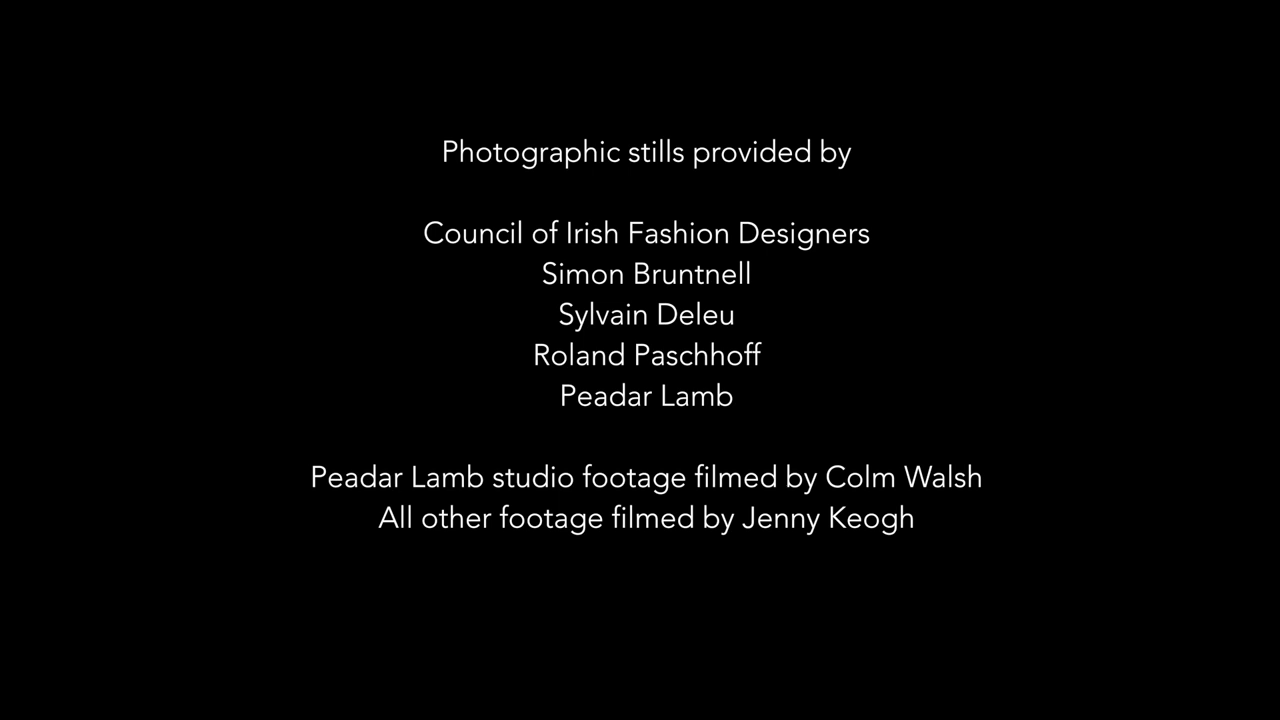 Photographic stills provided by
Council of Irish Fashion Designers
Simon Bruntnell
Sylvain Deleu
Roland Paschhoff
Peadar Lamb
Peadar Lamb studio footage filmed by Colm Walsh
All other footage filmed by Jenny Keogh